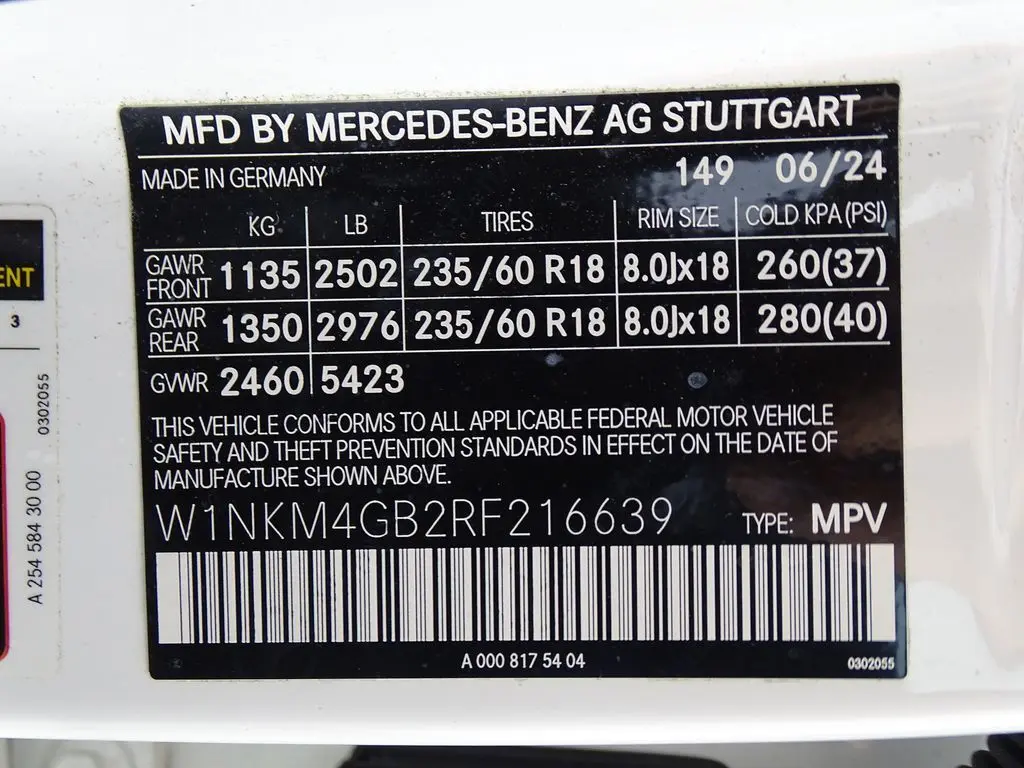 MFD BY MERCEDES-BENZ AG STUTTGART
MADE IN GERMANY 149 06/24
KG LB TIRES RIM SIZE COLD KPA (PSI)
GAWR FRONT 1135 2502 235/60 R18 8.0Jx18 260(37)
GAWR REAR 1350 2976 235/60 R18 8.0Jx18 280(40)
GVWR 2460 5423
THIS VEHICLE CONFORMS TO ALL APPLICABLE FEDERAL MOTOR VEHICLE
SAFETY AND THEFT PREVENTION STANDARDS IN EFFECT ON THE DATE OF
MANUFACTURE SHOWN ABOVE.
W1NKM4GB2RF216639 TYPE: MPV
A 000 817 54 04 0302055
ENT
3
A 254 584 30 00 0302055